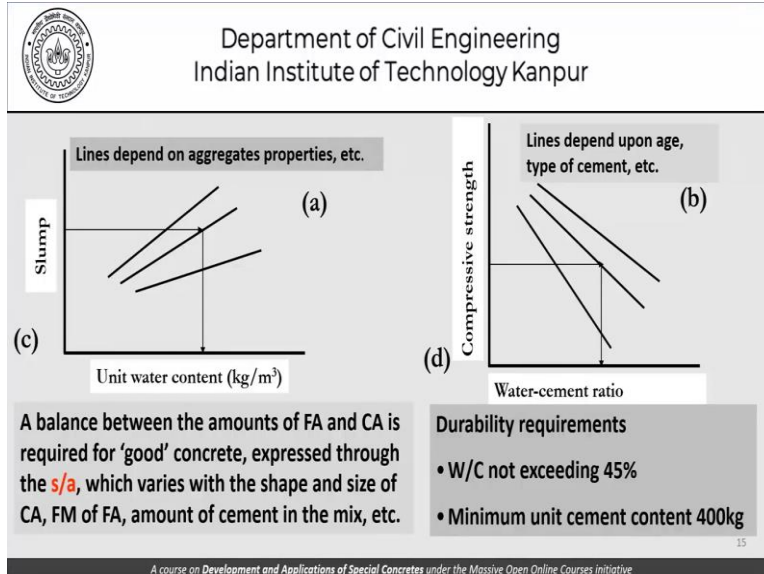 Department of Civil Engineering
Indian Institute of Technology Kanpur
Lines depend on aggregates properties, etc.
(a)
Slump
Unit water content (kg/m³)
Lines depend upon age,
type of cement, etc.
(b)
Compressive strength
Water-cement ratio
(c)
A balance between the amounts of FA and CA is
required for ‘good’ concrete, expressed through
the s/a, which varies with the shape and size of
CA, FM of FA, amount of cement in the mix, etc.
(d)
Durability requirements
• W/C not exceeding 45%
• Minimum unit cement content 400kg
15
A course on Development and Applications of Special Concretes under the Massive Open Online Courses initiative